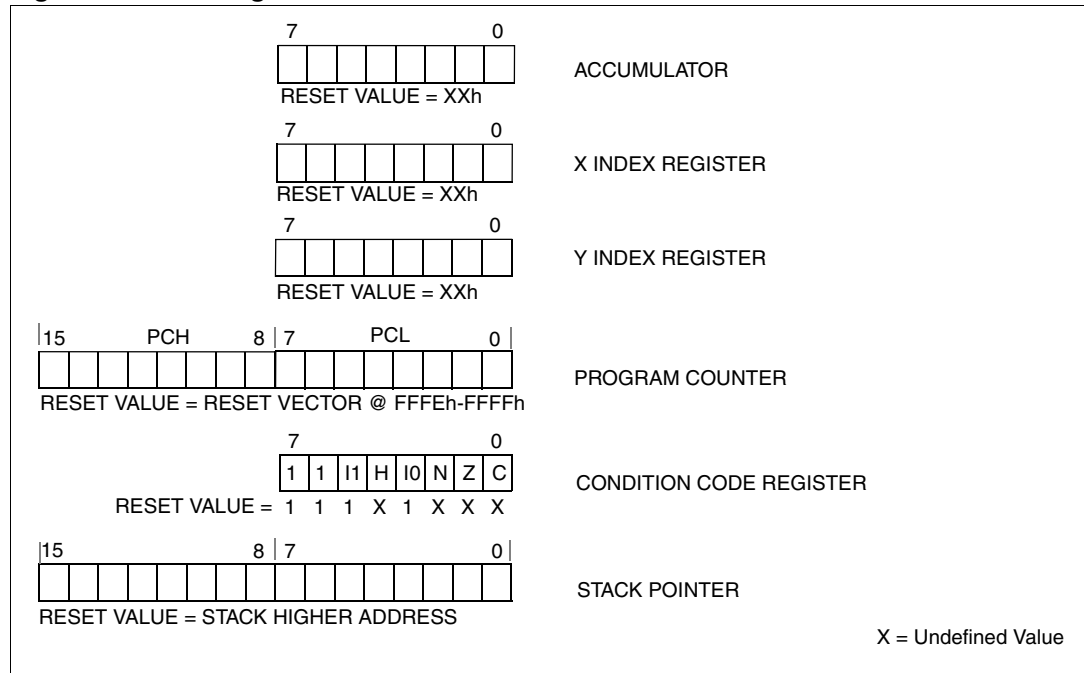 7 0
ACCUMULATOR
RESET VALUE = XXh
7 0
X INDEX REGISTER
RESET VALUE = XXh
7 0
Y INDEX REGISTER
RESET VALUE = XXh
15 PCH 8 7 PCL 0
PROGRAM COUNTER
RESET VALUE = RESET VECTOR @ FFFEh-FFFFh
7 0
1 1 I1 H I0 N Z C
CONDITION CODE REGISTER
RESET VALUE = 1 1 1 X 1 X X X
15 8 7 0
STACK POINTER
RESET VALUE = STACK HIGHER ADDRESS
X = Undefined Value